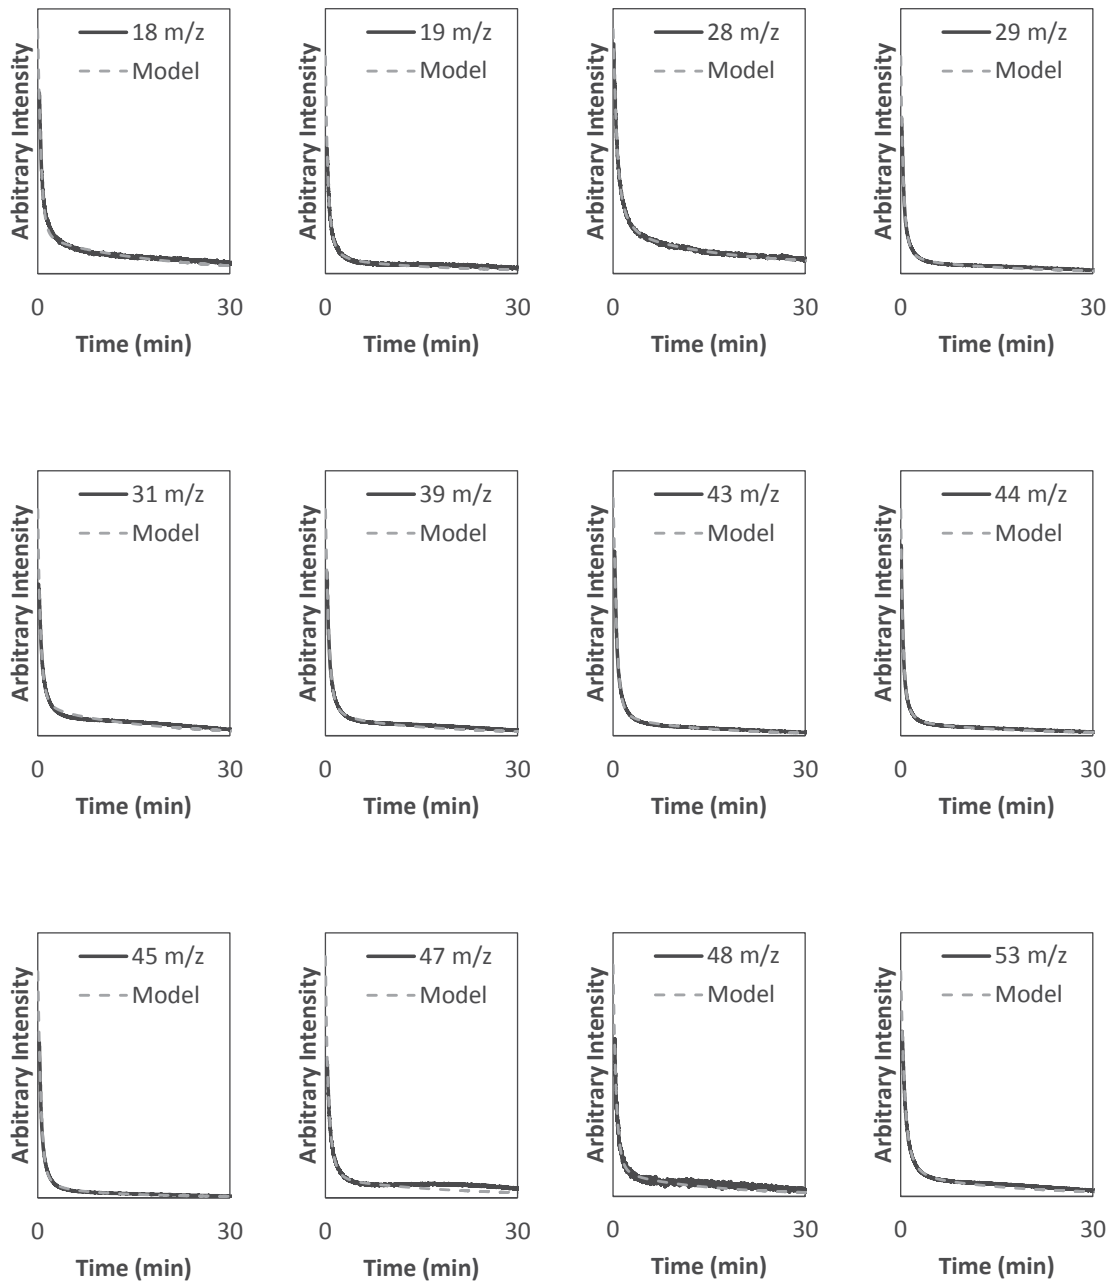 18 m/z
Model
Arbitrary Intensity
0 30
Time (min)
19 m/z
Model
Arbitrary Intensity
0 30
Time (min)
28 m/z
Model
Arbitrary Intensity
0 30
Time (min)
29 m/z
Model
Arbitrary Intensity
0 30
Time (min)
31 m/z
Model
Arbitrary Intensity
0 30
Time (min)
39 m/z
Model
Arbitrary Intensity
0 30
Time (min)
43 m/z
Model
Arbitrary Intensity
0 30
Time (min)
44 m/z
Model
Arbitrary Intensity
0 30
Time (min)
45 m/z
Model
Arbitrary Intensity
0 30
Time (min)
47 m/z
Model
Arbitrary Intensity
0 30
Time (min)
48 m/z
Model
Arbitrary Intensity
0 30
Time (min)
53 m/z
Model
Arbitrary Intensity
0 30
Time (min)